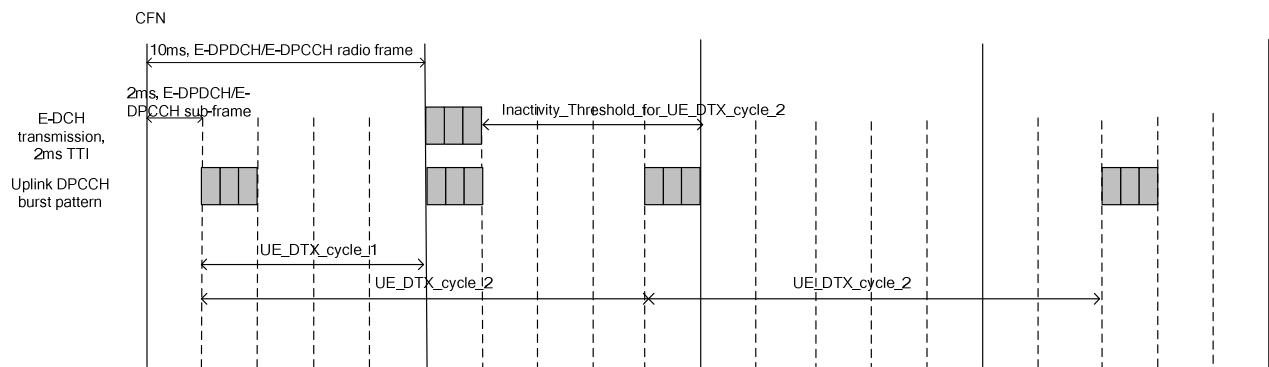 CFN
10ms, E-DPDCH/E-DPCCH radio frame
2ms, E-DPDCH/E-
DPCCH sub-frame
E-DCH
transmission,
2ms TTI
Inactivity_Threshold_for_UE_DTX_cycle_2
Uplink DPCCH
burst pattern
UE_DTX_cycle_1
UE_DTX_cycle_2
UE_DTX_cycle_2